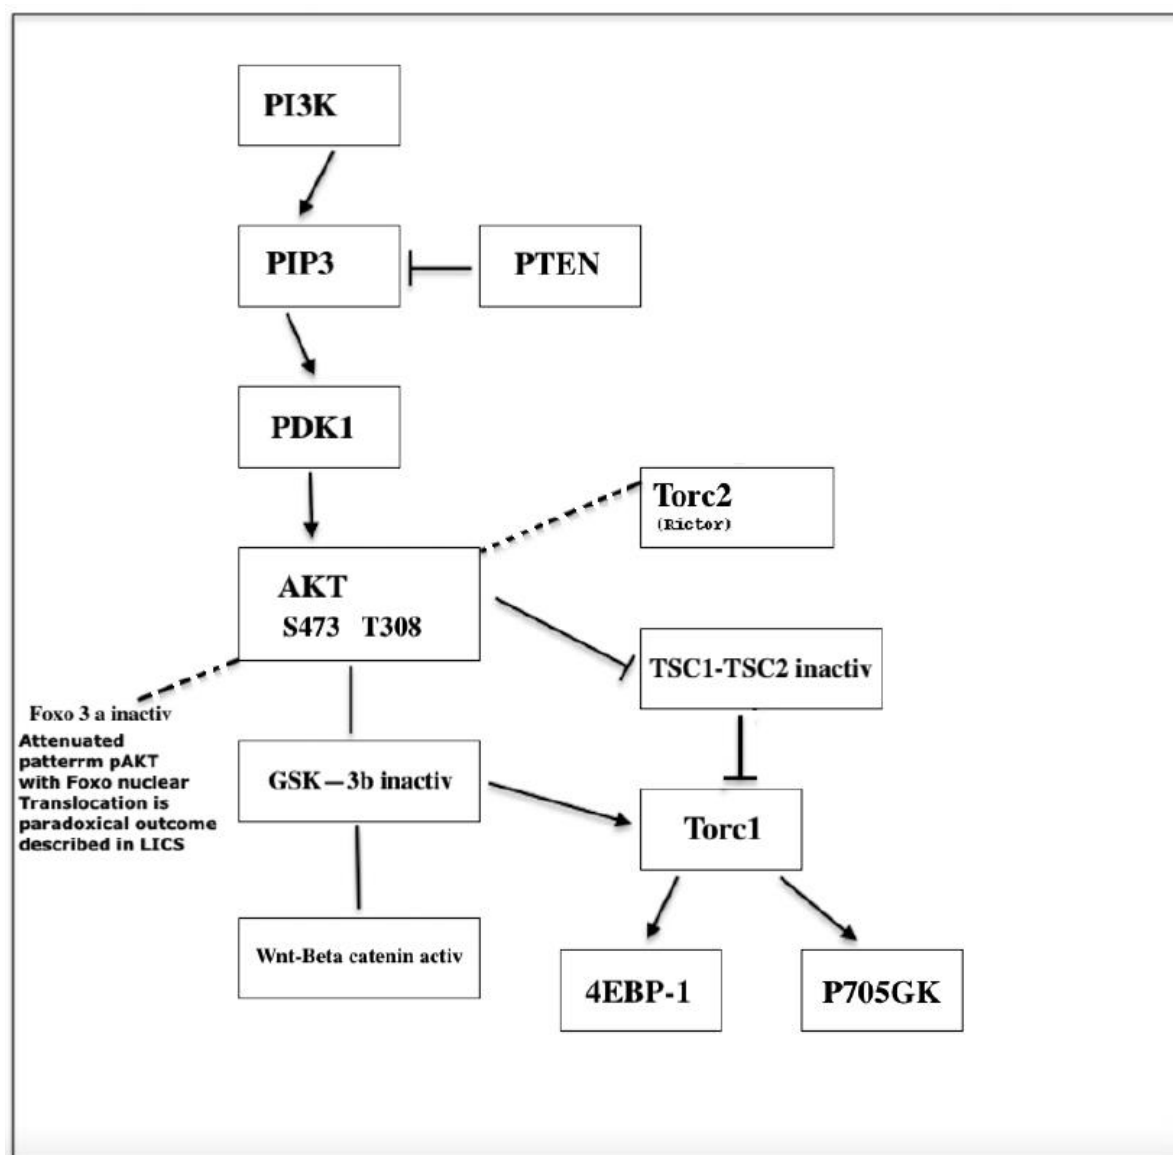 PI3K
PIP3
PTEN
PDK1
Torc2
(Rictor)
AKT
S473 T308
TSC1-TSC2 inactiv
Foxo 3 a inactiv
Attenuated
patterrm pAKT
with Foxo nuclear
Translocation is
paradoxical outcome
described in LICS
GSK—3b inactiv
Torc1
Wnt-Beta catenin activ
4EBP-1
P705GK